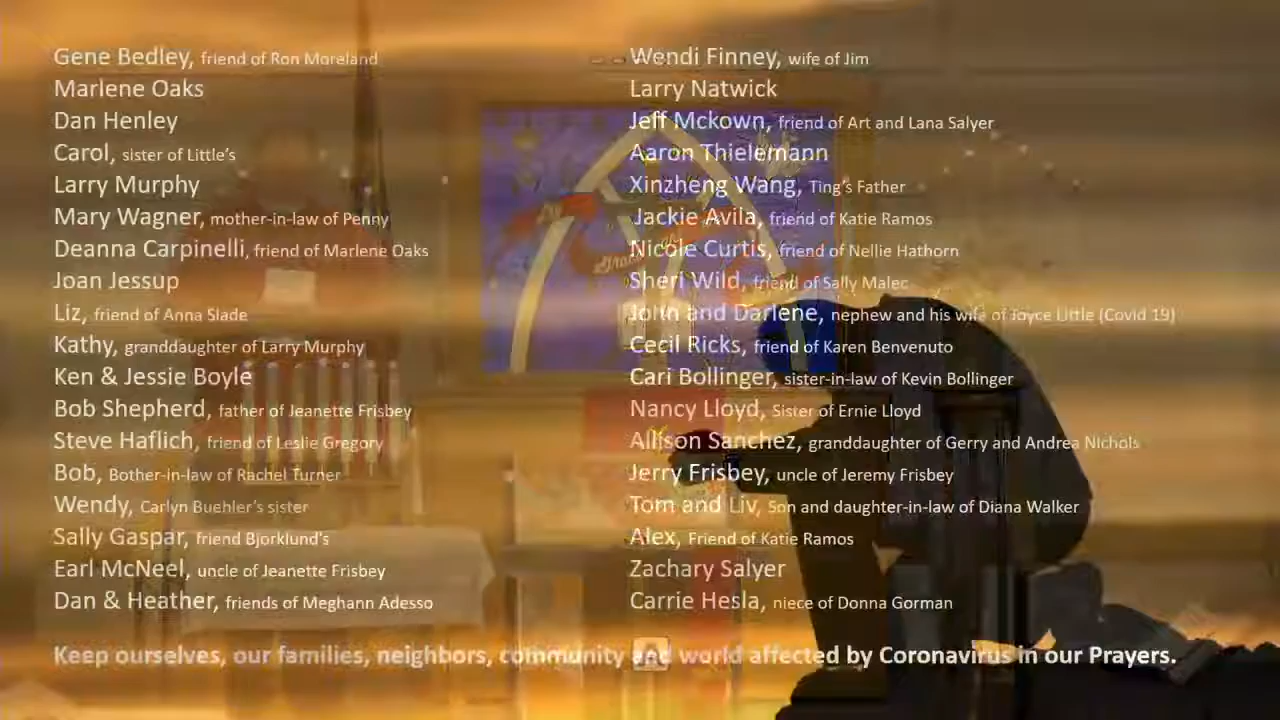 Gene Bedley, friend of Ron Moreland
Marlene Oaks
Dan Henley
Carol, sister of Little's
Larry Murphy
Mary Wagner, mother-in-law of Penny
Deanna Carpinelli, friend of Marlene Oaks
Joan Jessup
Liz, friend of Anna Slade
Kathy, granddaughter of Larry Murphy
Ken & Jessie Boyle
Bob Shepherd, father of Jeanette Frisbey
Steve Haflich, friend of Leslie Gregory
Bob, Bother-in-law of Rachel Turner
Wendy, Carlyn Buehler's sister
Sally Gaspar, friend Bjorklund's
Earl McNeel, uncle of Jeanette Frisbey
Dan & Heather, friends of Meghann Adesso
Wendi Finney, wife of Jim
Larry Natwick
Jeff Mckown, friend of Art and Lana Salyer
Aaron Thielemann
Xinzheng Wang, Ting's Father
Jackie Avila, friend of Katie Ramos
Nicole Curtis, friend of Nellie Hathorn
Sheri Wild, friend of Sally Malec
John and Darlene, nephew and his wife of Joyce Little (Covid 19)
Cecil Ricks, friend of Karen Benvenuto
Cari Bollinger, sister-in-law of Kevin Bollinger
Nancy Lloyd, Sister of Ernie Lloyd
Allison Sanchez, granddaughter of Gerry and Andrea Nichols
Jerry Frisbey, uncle of Jeremy Frisbey
Tom and Liv, Son and daughter-in-law of Diana Walker
Alex, Friend of Katie Ramos
Zachary Salyer
Carrie Hesla, niece of Donna Gorman
Keep ourselves, our families, neighbors, community and world affected by Coronavirus in our Prayers.